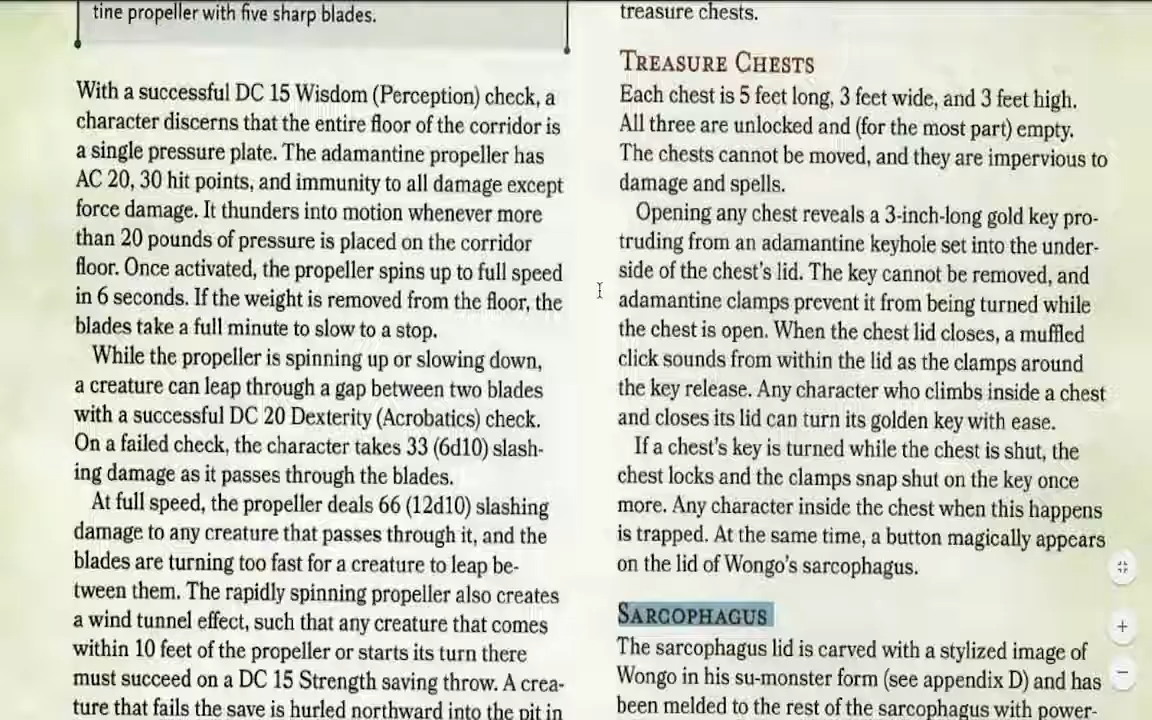 tine propeller with five sharp blades.
With a successful DC 15 Wisdom (Perception) check, a
character discerns that the entire floor of the corridor is
a single pressure plate. The adamantine propeller has
AC 20, 30 hit points, and immunity to all damage except
force damage. It thunders into motion whenever more
than 20 pounds of pressure is placed on the corridor
floor. Once activated, the propeller spins up to full speed
in 6 seconds. If the weight is removed from the floor, the
blades take a full minute to slow to a stop.
While the propeller is spinning up or slowing down,
a creature can leap through a gap between two blades
with a successful DC 20 Dexterity (Acrobatics) check.
On a failed check, the character takes 33 (6d10) slash-
ing damage as it passes through the blades.
At full speed, the propeller deals 66 (12d10) slashing
damage to any creature that passes through it, and the
blades are turning too fast for a creature to leap be-
tween them. The rapidly spinning propeller also creates
a wind tunnel effect, such that any creature that comes
within 10 feet of the propeller or starts its turn there
must succeed on a DC 15 Strength saving throw. A crea-
ture that fails the save is hurled northward into the pit in
treasure chests.
TREASURE CHESTS
Each chest is 5 feet long, 3 feet wide, and 3 feet high.
All three are unlocked and (for the most part) empty.
The chests cannot be moved, and they are impervious to
damage and spells.
Opening any chest reveals a 3-inch-long gold key pro-
truding from an adamantine keyhole set into the under-
side of the chest's lid. The key cannot be removed, and
adamantine clamps prevent it from being turned while
the chest is open. When the chest lid closes, a muffled
click sounds from within the lid as the clamps around
the key release. Any character who climbs inside a chest
and closes its lid can turn its golden key with ease.
If a chest's key is turned while the chest is shut, the
chest locks and the clamps snap shut on the key once
more. Any character inside the chest when this happens
is trapped. At the same time, a button magically appears
on the lid of Wongo's sarcophagus.
SARCOPHAGUS
The sarcophagus lid is carved with a stylized image of
Wongo in his su-monster form (see appendix D) and has
been melded to the rest of the sarcophagus with power-